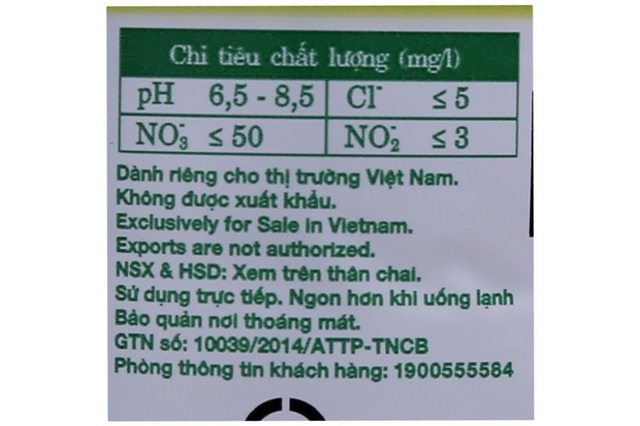 Chỉ tiêu chất lượng (mg/l)
pH 6,5 - 8,5 Cl⁻ ≤ 5
NO₃⁻ ≤ 50 NO₂⁻ ≤ 3
Dành riêng cho thị trường Việt Nam.
Không được xuất khẩu.
Exclusively for Sale in Vietnam.
Exports are not authorized.
NSX & HSD: Xem trên thân chai.
Sử dụng trực tiếp. Ngon hơn khi uống lạnh
Bảo quản nơi thoáng mát.
GTN số: 10039/2014/ATTP-TNCB
Phòng thông tin khách hàng: 1900555584